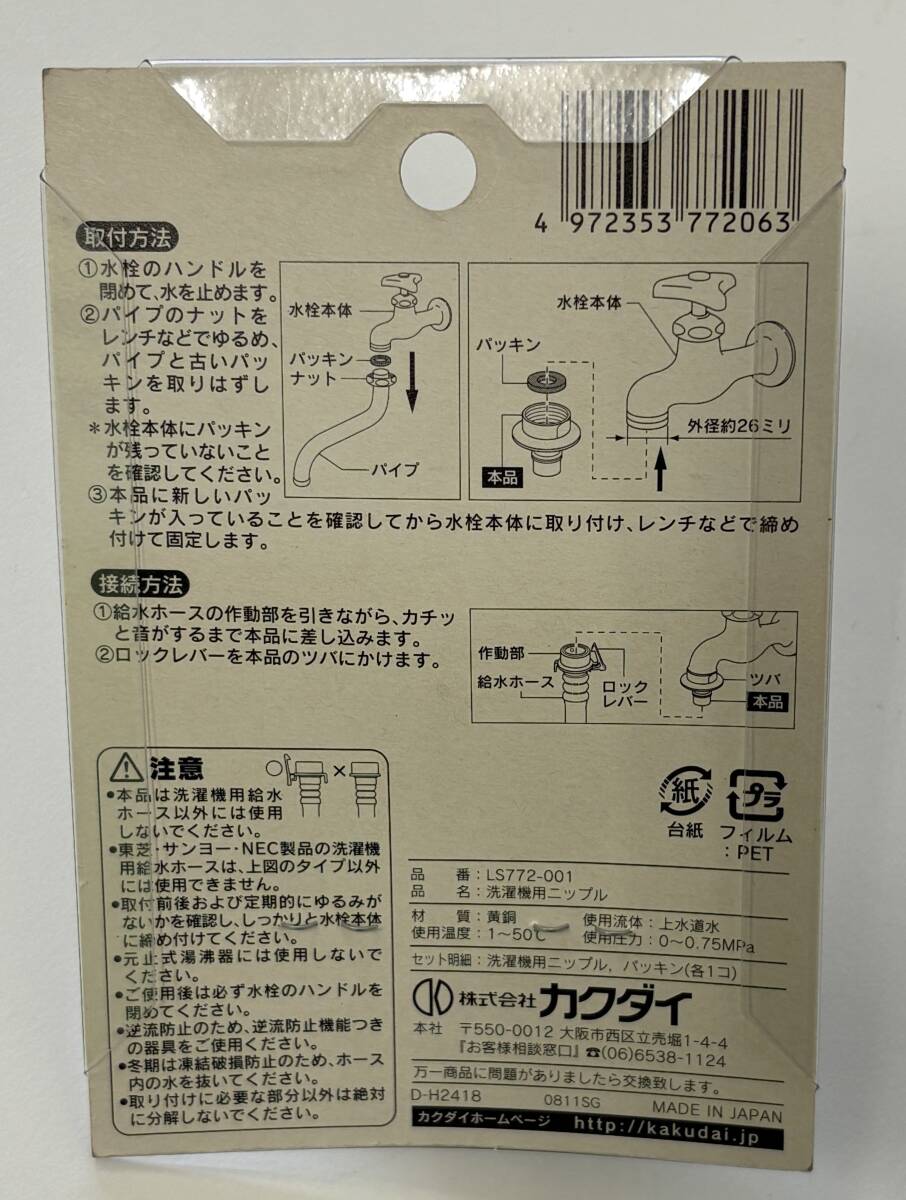 4 972353 772063
取付方法
①水栓のハンドルを
閉めて、水を止めます。
②パイプのナットを
レンチなどでゆるめ、
パイプと古いパッ
キンを取りはずし
ます。
＊水栓本体にパッキン
が残っていないこと
を確認してください。
③本品に新しいパッ
キンが入っていることを確認してから水栓本体に取り付け、レンチなどで締め
付けて固定します。
水栓本体
パッキン
ナット
パイプ
水栓本体
パッキン
外径約26ミリ
本品
接続方法
①給水ホースの作動部を引きながら、カチッ
と音がするまで本品に差し込みます。
②ロックレバーを本品のツバにかけます。
作動部
給水ホース
ロック
レバー
ツバ
本品
注意
○ ×
●本品は洗濯機用給水
ホース以外には使用
しないでください。
●東芝・サンヨー・NEC製品の洗濯機
用給水ホースは、上図のタイプ以外
には使用できません。
●取付前後および定期的にゆるみが
ないかを確認し、しっかりと水栓本体
に締め付けてください。
●元止式湯沸器には使用しないで
ください。
●ご使用後は必ず水栓のハンドルを
閉めてください。
●逆流防止のため、逆流防止機能つき
の器具をご使用ください。
●冬期は凍結破損防止のため、ホース
内の水を抜いてください。
●取り付けに必要な部分以外は絶対
に分解しないでください。
紙 プラ
台紙 フィルム
：PET
品　番：LS772-001
品　名：洗濯機用ニップル
材　質：黄銅　使用流体：上水道水
使用温度：1～50℃　使用圧力：0～0.75MPa
セット明細：洗濯機用ニップル，パッキン(各1コ)
株式会社カクダイ
本社　〒550-0012 大阪市西区立売堀1-4-4
『お客様相談窓口』☎(06)6538-1124
万一商品に問題がありましたら交換致します。
D-H2418 0811SG MADE IN JAPAN
カクダイホームページ http://kakudai.jp